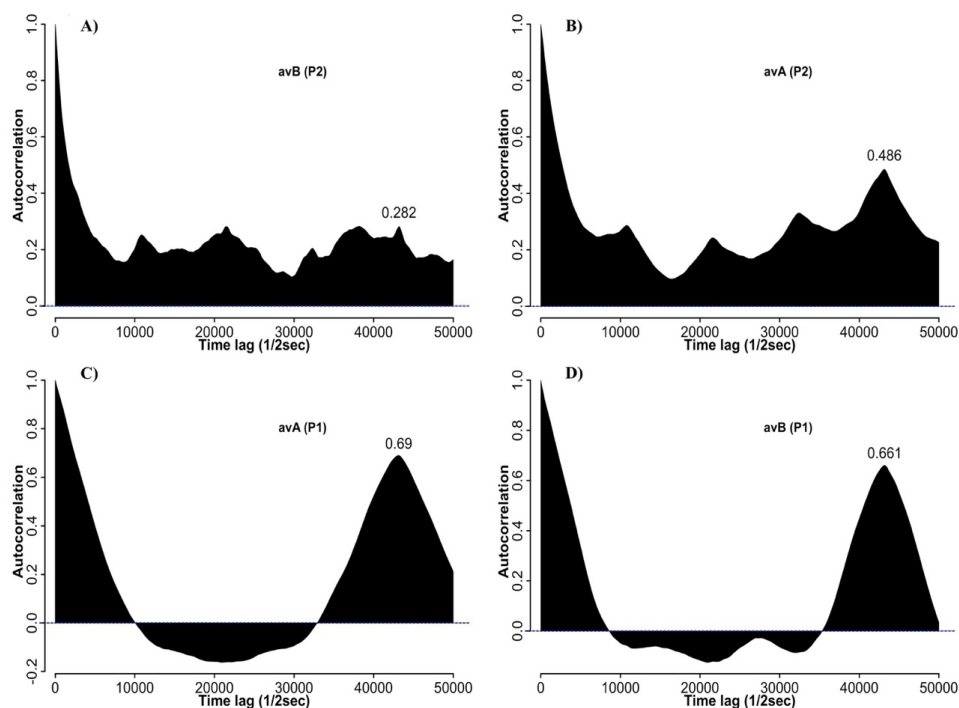 A)
avB (P2)
0.282
Autocorrelation
1.0
0.8
0.6
0.4
0.2
0.0
0 10000 20000 30000 40000 50000
Time lag (1/2sec)
B)
avA (P2)
0.486
Autocorrelation
1.0
0.8
0.6
0.4
0.2
0.0
0 10000 20000 30000 40000 50000
Time lag (1/2sec)
C)
avA (P1)
0.69
Autocorrelation
1.0
0.8
0.6
0.4
0.2
0.0
-0.2
0 10000 20000 30000 40000 50000
Time lag (1/2sec)
D)
avB (P1)
0.661
Autocorrelation
1.0
0.8
0.6
0.4
0.2
0.0
0 10000 20000 30000 40000 50000
Time lag (1/2sec)